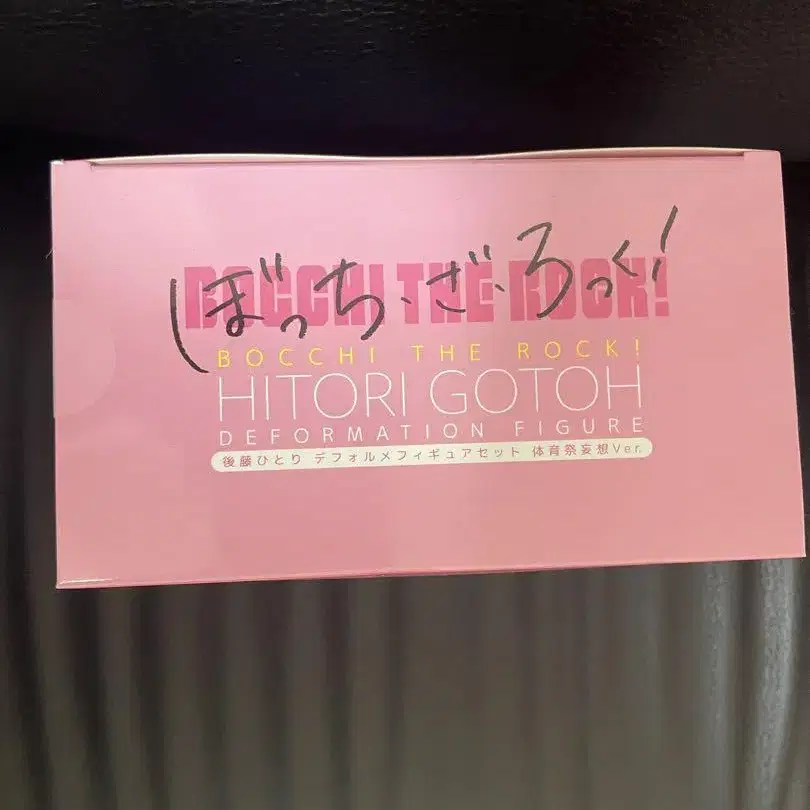 BOCCHI THE ROCK!
ぼっち・ざ・ろっく!
BOCCHI THE ROCK!
HITORI GOTOH
DEFORMATION FIGURE
後藤ひとり デフォルメフィギュアセット 体育祭妄想Ver.